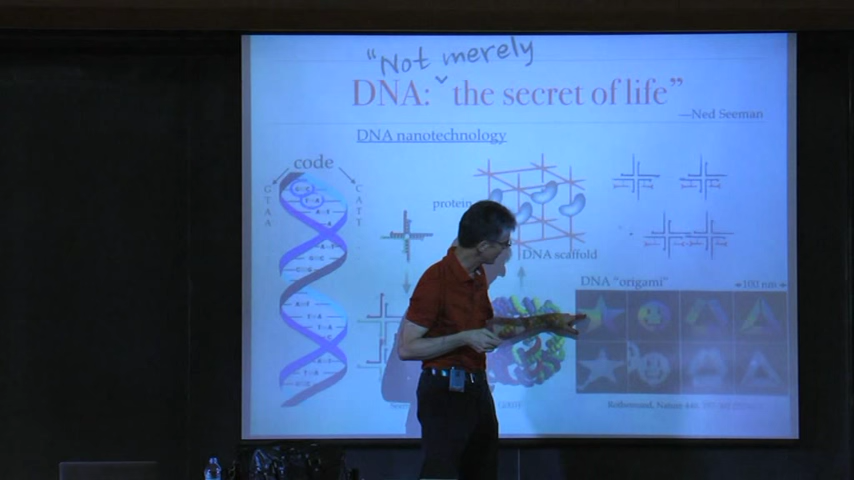 "Not merely
DNA: ˇ the secret of life"
—Ned Seeman
DNA nanotechnology
code
G
T
A
A
C
A
T
T
protein
DNA scaffold
DNA "origami"
100 nm
Rothemund, Nature